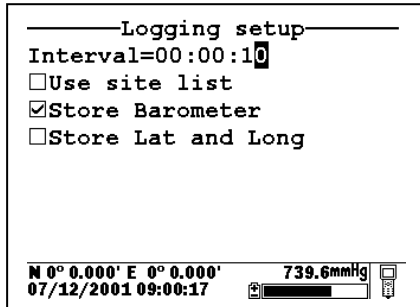 Logging setup
Interval=00:00:10
Use site list
Store Barometer
Store Lat and Long
N 0° 0.000' E 0° 0.000' 739.6mmHg
07/12/2001 09:00:17